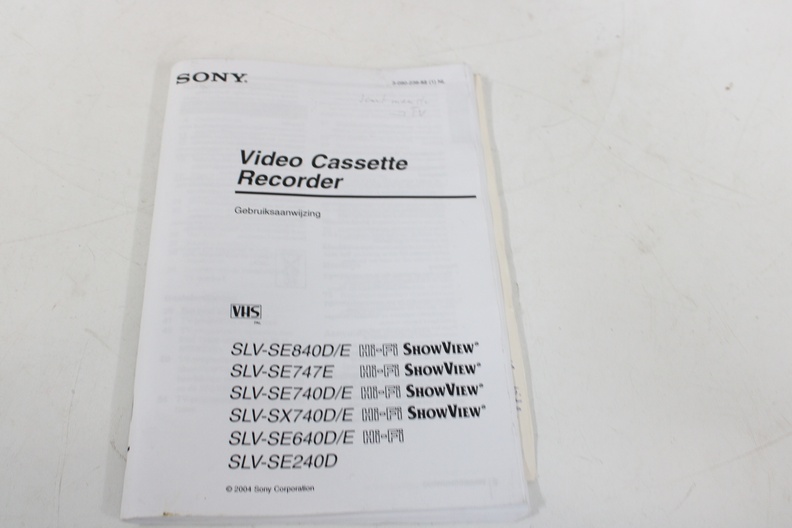 SONY
Video Cassette
Recorder
Gebruiksaanwijzing
VHS
PAL
SLV-SE840D/E Hi-Fi SHOWVIEW®
SLV-SE747E Hi-Fi SHOWVIEW®
SLV-SE740D/E Hi-Fi SHOWVIEW®
SLV-SX740D/E Hi-Fi SHOWVIEW®
SLV-SE640D/E Hi-Fi
SLV-SE240D
© 2004 Sony Corporation